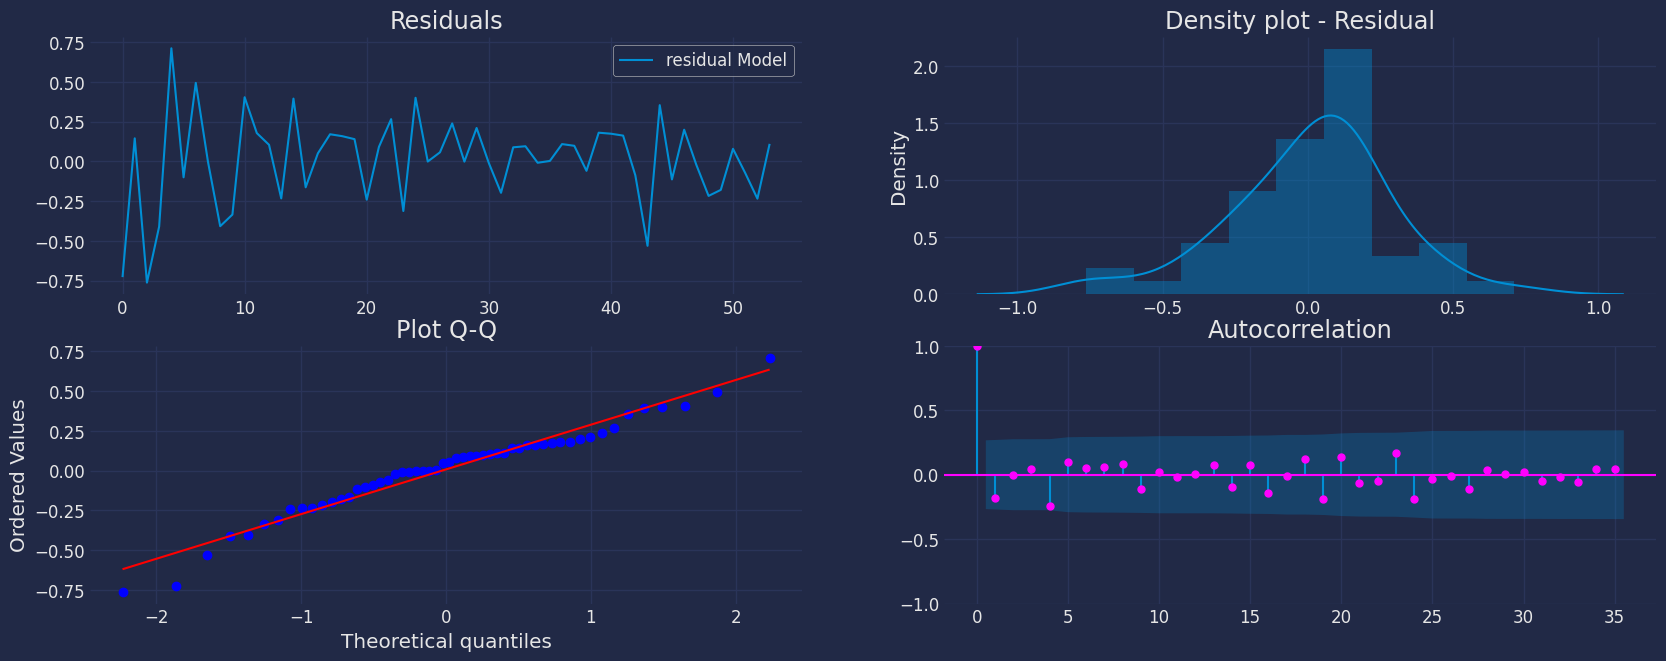 Residuals
residual Model
0.75
0.50
0.25
0.00
−0.25
−0.50
−0.75
0 10 20 30 40 50
Density plot - Residual
Density
2.0
1.5
1.0
0.5
0.0
−1.0 −0.5 0.0 0.5 1.0
Plot Q-Q
Ordered Values
0.75
0.50
0.25
0.00
−0.25
−0.50
−0.75
−2 −1 0 1 2
Theoretical quantiles
Autocorrelation
1.0
0.5
0.0
−0.5
−1.0
0 5 10 15 20 25 30 35